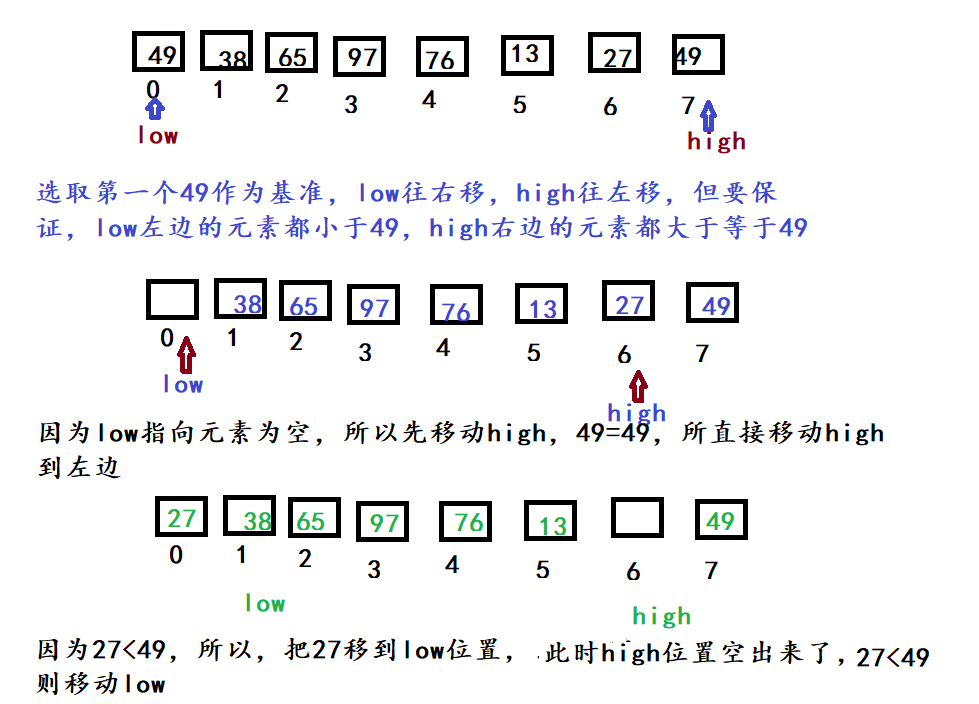 49 38 65 97 76 13 27 49
0 1 2 3 4 5 6 7
low high
选取第一个49作为基准，low往右移，high往左移，但要保
证，low左边的元素都小于49，high右边的元素都大于等于49
38 65 97 76 13 27 49
0 1 2 3 4 5 6 7
low high
因为low指向元素为空，所以先移动high，49=49，所直接移动high
到左边
27 38 65 97 76 13 49
0 1 2 3 4 5 6 7
low high
因为27<49，所以，把27移到low位置，此时high位置空出来了，27<49
则移动low